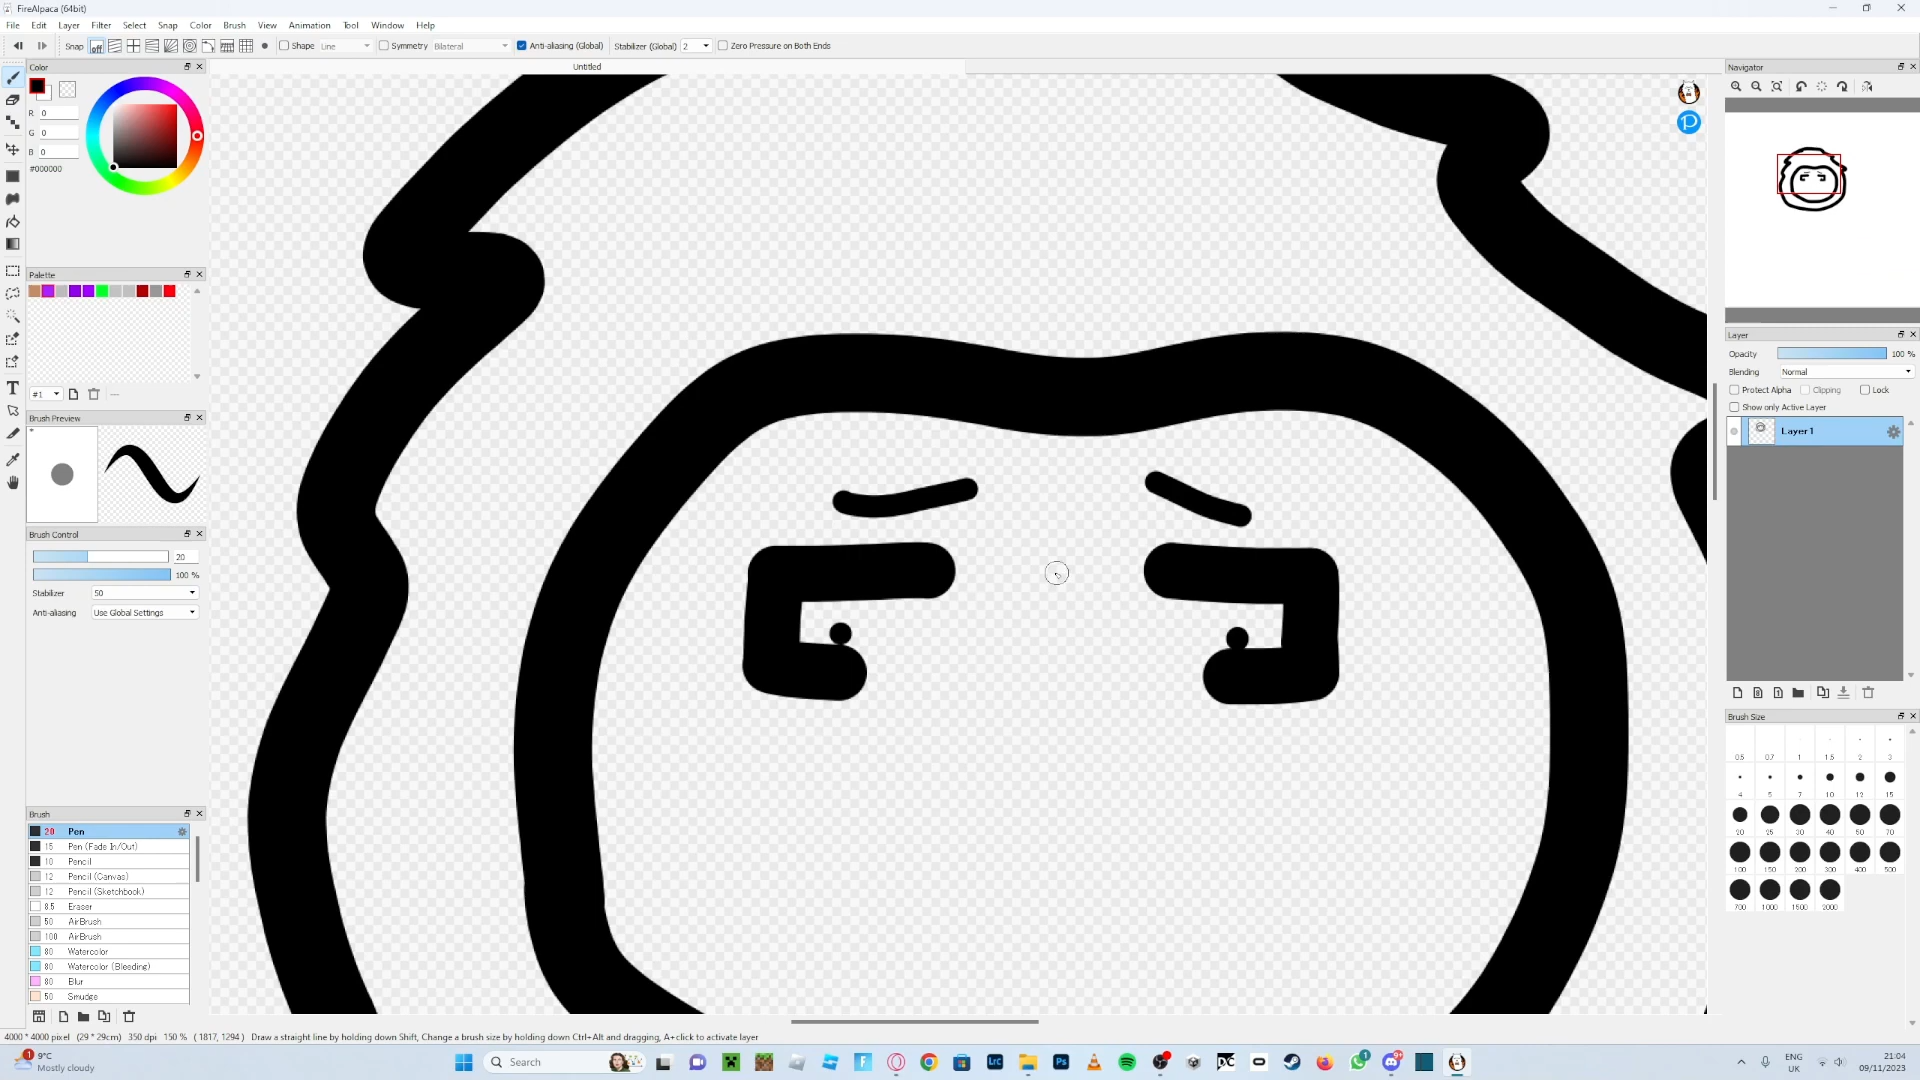 FireAlpaca (64bit)
File Edit Layer Filter Select Snap Color Brush View Animation Tool Window Help
Snap off Shape Line Symmetry Bilateral Anti-aliasing (Global) Stabilizer (Global) 2 Zero Pressure on Both Ends
Color
Untitled
Navigator
R 0
G 0
B 0
#000000
Palette
#1
Brush Preview
Brush Control
20
100 %
Stabilizer 50
Anti-aliasing Use Global Settings
Brush
20 Pen
15 Pen (Fade In/Out)
10 Pencil
12 Pencil (Canvas)
12 Pencil (Sketchbook)
8.5 Eraser
50 AirBrush
100 AirBrush
80 Watercolor
80 Watercolor (Bleeding)
80 Blur
50 Smudge
Layer
Opacity 100 %
Blending Normal
Protect Alpha Clipping Lock
Show only Active Layer
Layer1
Brush Size
0.5 0.7 1 1.5 2 3
4 5 7 10 12 15
20 25 30 40 50 70
100 150 200 300 400 500
700 1000 1500 2000
4000 * 4000 pixel (29 * 29cm) 350 dpi 150 % ( 1817, 1294 ) Draw a straight line by holding down Shift, Change a brush size by holding down Ctrl+Alt and dragging, A+click to activate layer
1
9°C
Mostly cloudy
Search
F
LrC
Ps
DC
1
9+
ENG
UK
21:04
09/11/2023